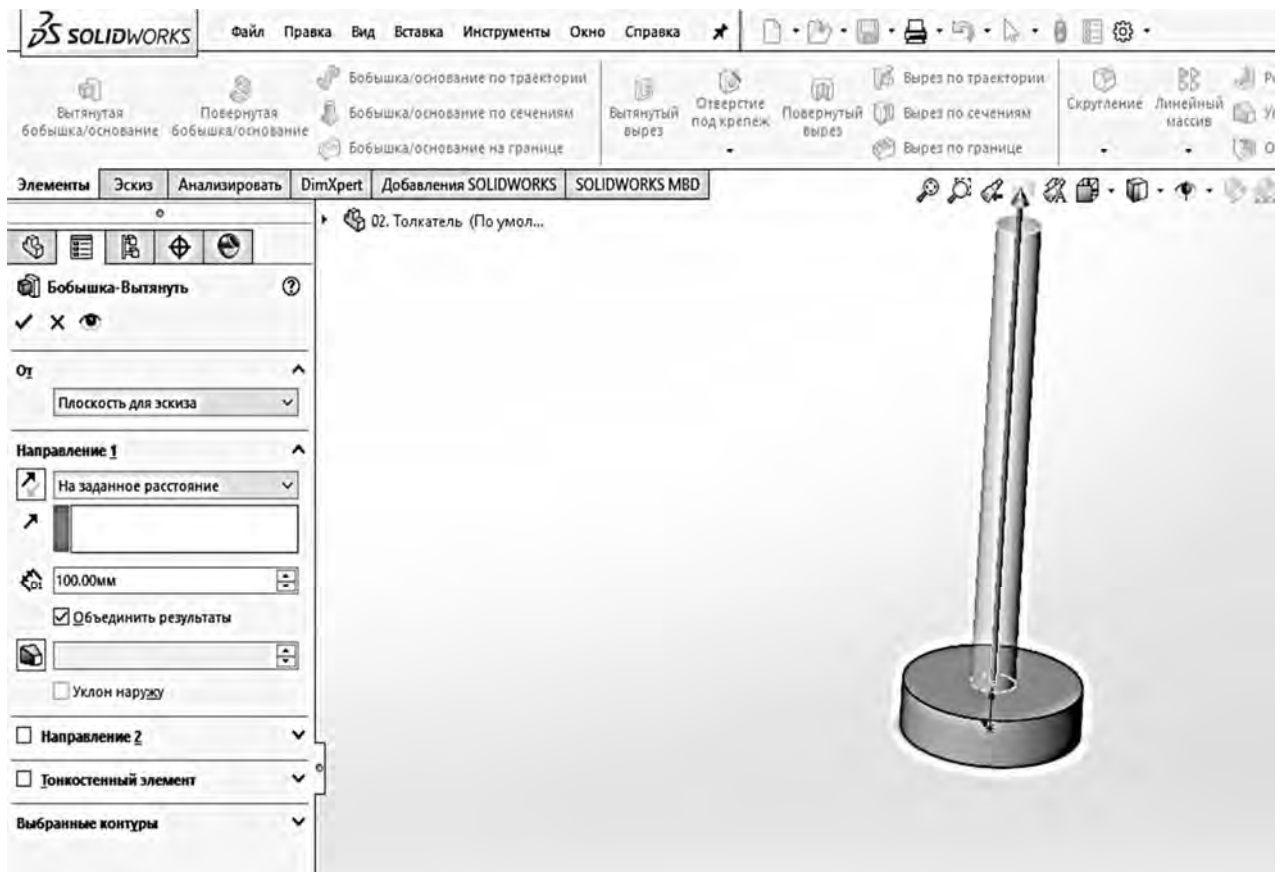 SOLIDWORKS Файл Правка Вид Вставка Инструменты Окно Справка
Вытянутая бобышка/основание
Повернутая бобышка/основание
Бобышка/основание по траектории
Бобышка/основание по сечениям
Бобышка/основание на границе
Вытянутый вырез
Отверстие под крепеж
Повернутый вырез
Вырез по траектории
Вырез по сечениям
Вырез по границе
Скругление
Линейный массив
Элементы Эскиз Анализировать DimXpert Добавления SOLIDWORKS SOLIDWORKS MBD
02. Толкатель (По умол...
Бобышка-Вытянуть
От
Плоскость для эскиза
Направление 1
На заданное расстояние
D1 100.00мм
Объединить результаты
Уклон наружу
Направление 2
Тонкостенный элемент
Выбранные контуры